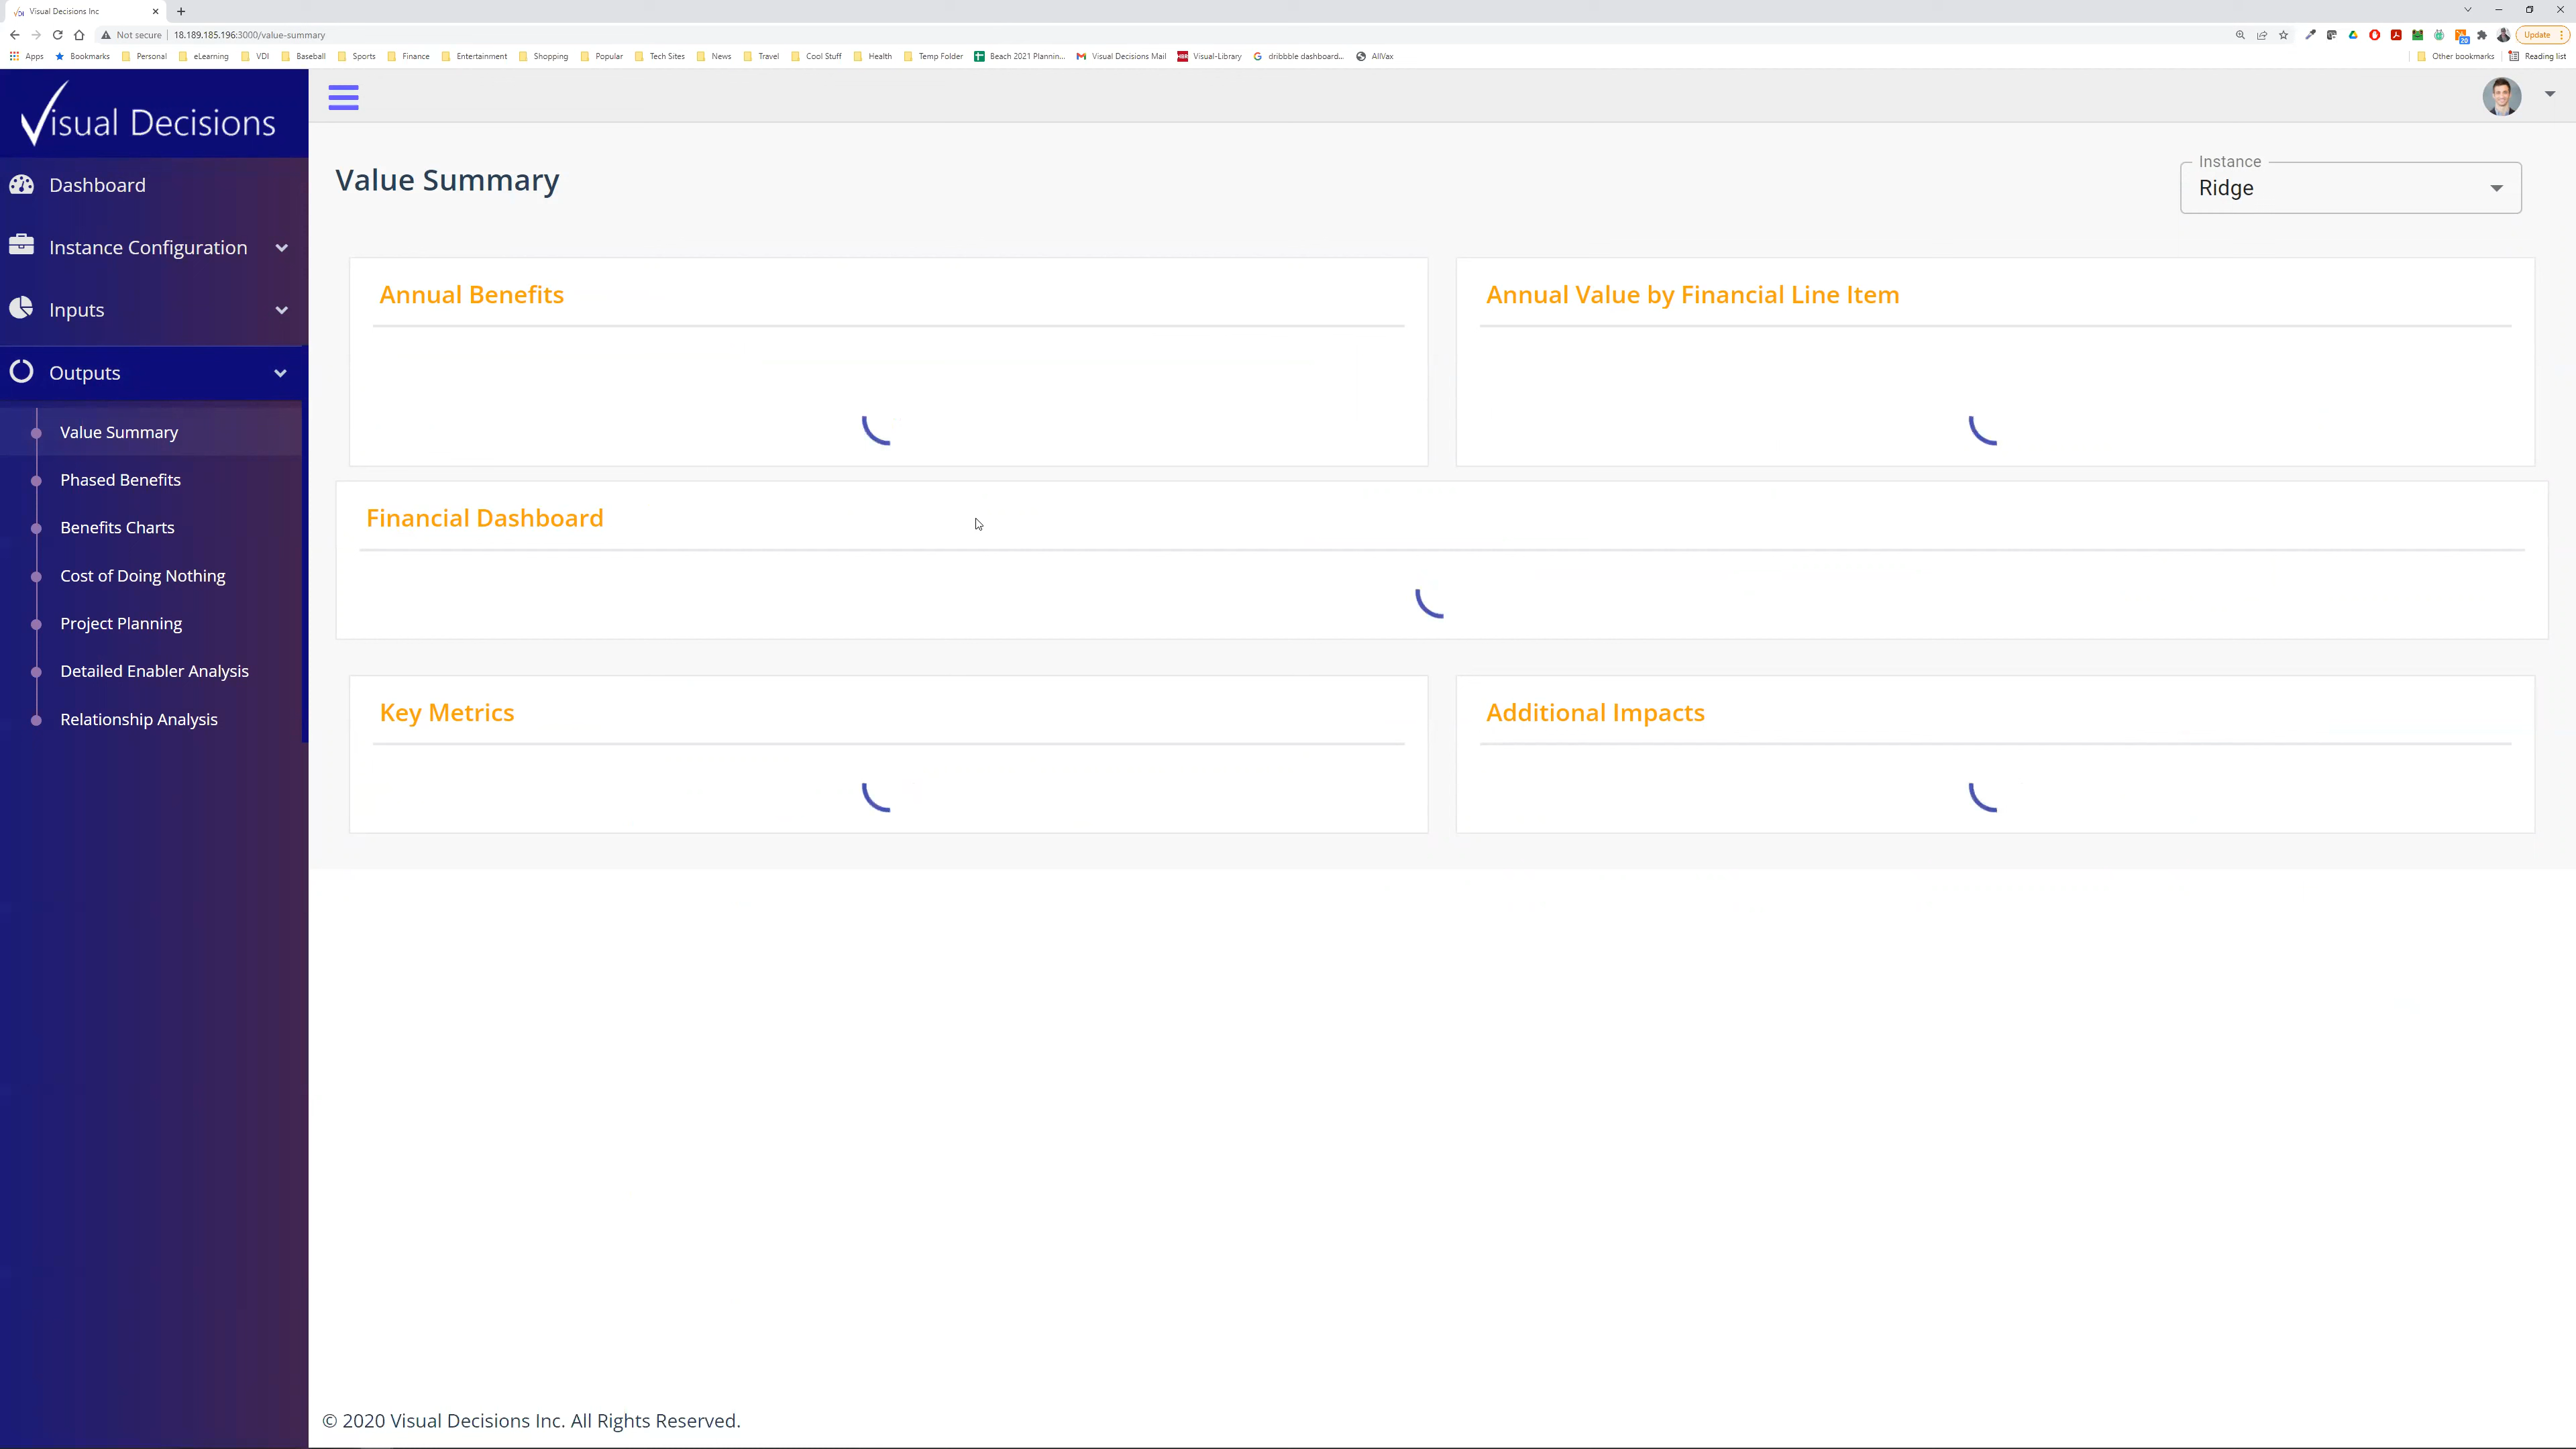 Visual Decisions Inc
Not secure 18.189.185.196:3000/value-summary
Update
Apps Bookmarks Personal eLearning VDI Baseball Sports Finance Entertainment Shopping Popular Tech Sites News Travel Cool Stuff Health Temp Folder Beach 2021 Plannin... Visual Decisions Mail Visual-Library dribbble dashboard... AllVax Other bookmarks Reading list
Visual Decisions
Dashboard
Instance Configuration
Inputs
Outputs
Value Summary
Phased Benefits
Benefits Charts
Cost of Doing Nothing
Project Planning
Detailed Enabler Analysis
Relationship Analysis
Value Summary
Instance
Ridge
Annual Benefits
Annual Value by Financial Line Item
Financial Dashboard
Key Metrics
Additional Impacts
© 2020 Visual Decisions Inc. All Rights Reserved.